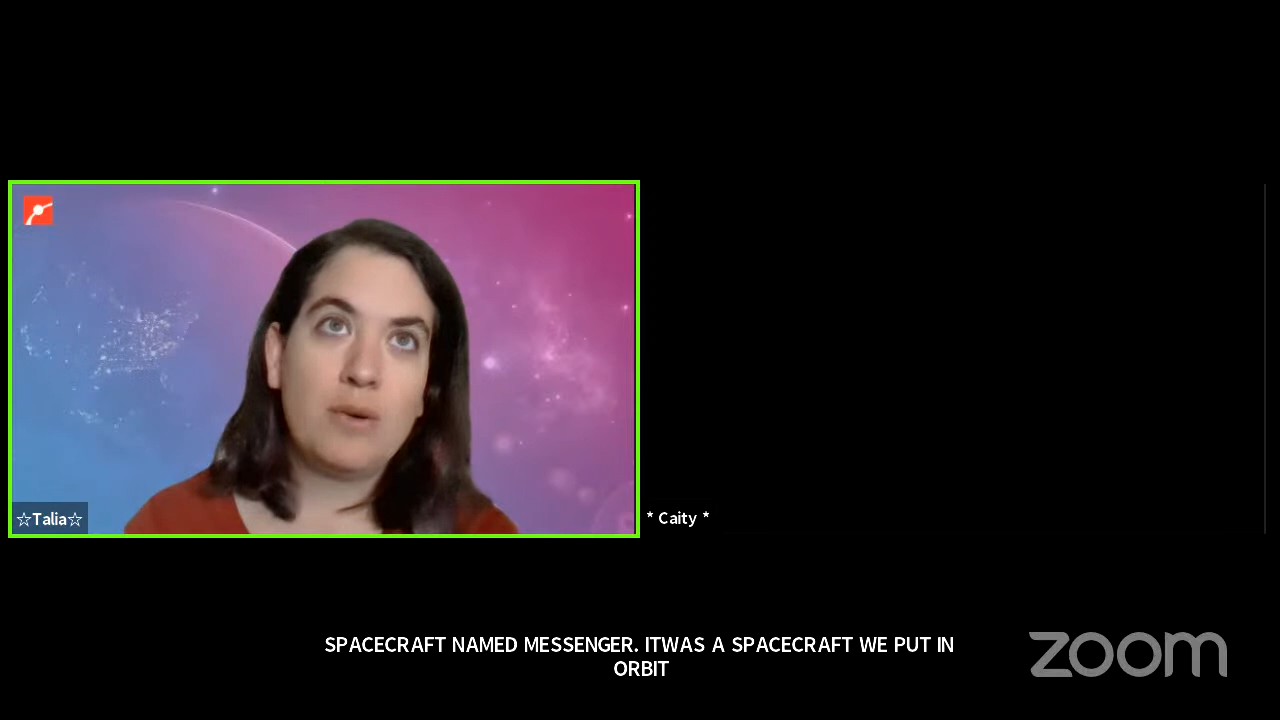 ☆Talia☆
* Caity *
SPACECRAFT NAMED MESSENGER. ITWAS A SPACECRAFT WE PUT IN
ORBIT
zoom